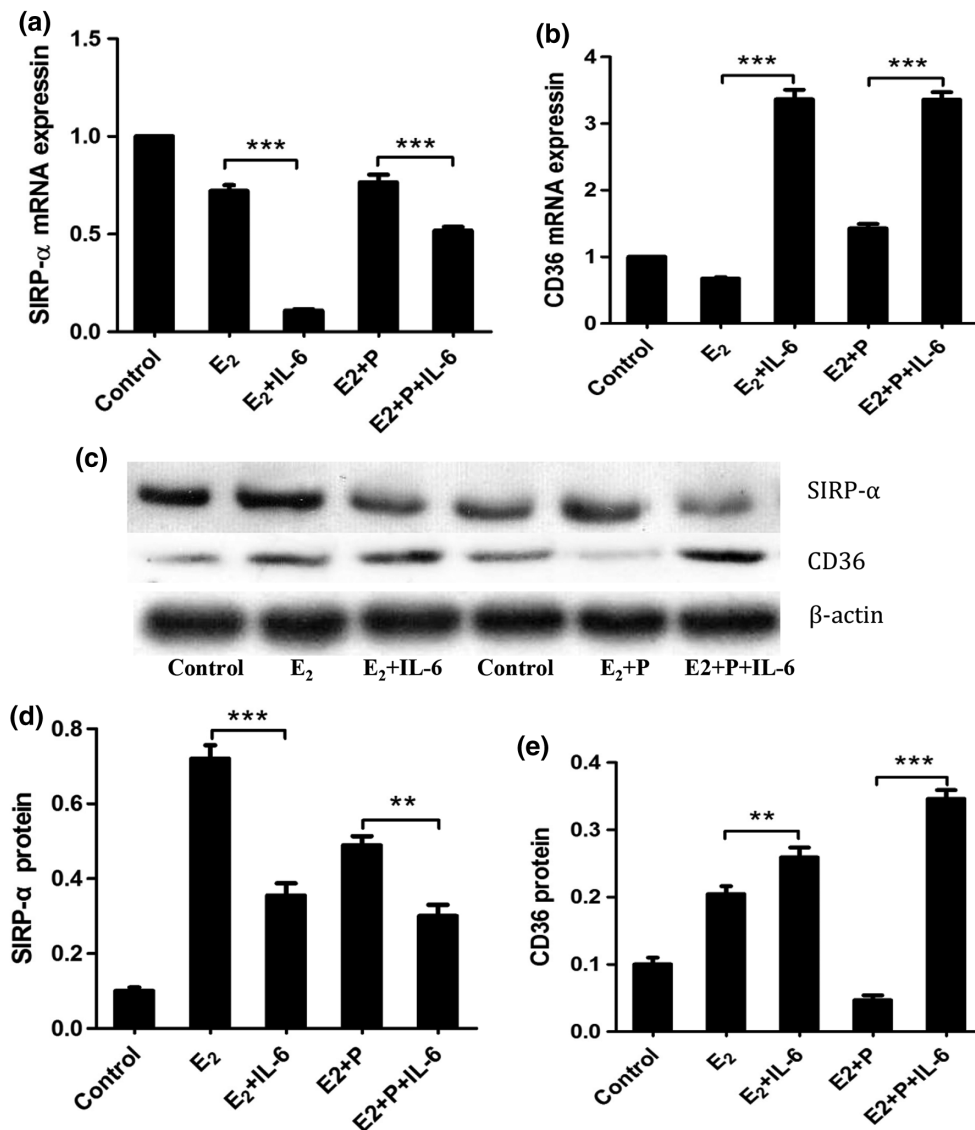 (a)
SIRP-α mRNA expressin
1.5
1.0
0.5
0.0
***
***
Control
E₂
E₂+IL-6
E2+P
E2+P+IL-6
(b)
CD36 mRNA expressin
4
3
2
1
0
***
***
Control
E₂
E₂+IL-6
E2+P
E2+P+IL-6
(c)
SIRP-α
CD36
β-actin
Control E₂ E₂+IL-6 Control E₂+P E2+P+IL-6
(d)
SIRP-α protein
0.8
0.6
0.4
0.2
0.0
***
**
Control
E₂
E₂+IL-6
E2+P
E2+P+IL-6
(e)
CD36 protein
0.4
0.3
0.2
0.1
0.0
**
***
Control
E₂
E₂+IL-6
E2+P
E2+P+IL-6